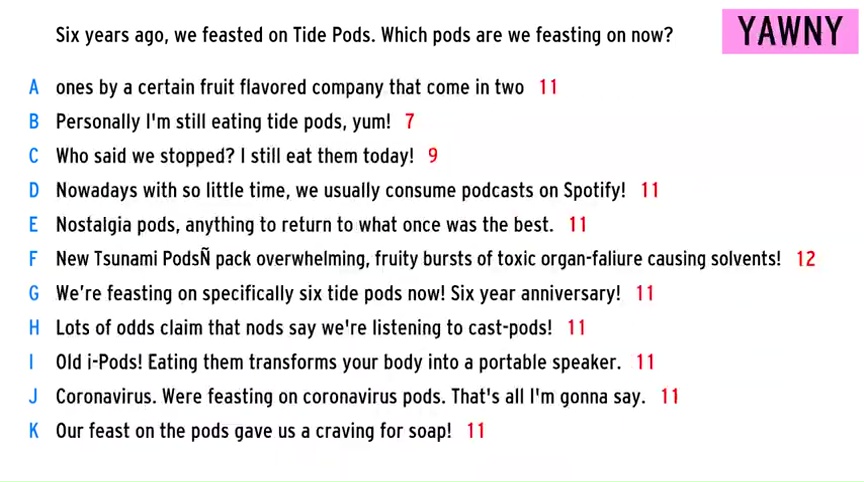 Six years ago, we feasted on Tide Pods. Which pods are we feasting on now?
YAWNY
A ones by a certain fruit flavored company that come in two 11
B Personally I'm still eating tide pods, yum! 7
C Who said we stopped? I still eat them today! 9
D Nowadays with so little time, we usually consume podcasts on Spotify! 11
E Nostalgia pods, anything to return to what once was the best. 11
F New Tsunami PodsÑ pack overwhelming, fruity bursts of toxic organ-faliure causing solvents! 12
G We're feasting on specifically six tide pods now! Six year anniversary! 11
H Lots of odds claim that nods say we're listening to cast-pods! 11
I Old i-Pods! Eating them transforms your body into a portable speaker. 11
J Coronavirus. Were feasting on coronavirus pods. That's all I'm gonna say. 11
K Our feast on the pods gave us a craving for soap! 11